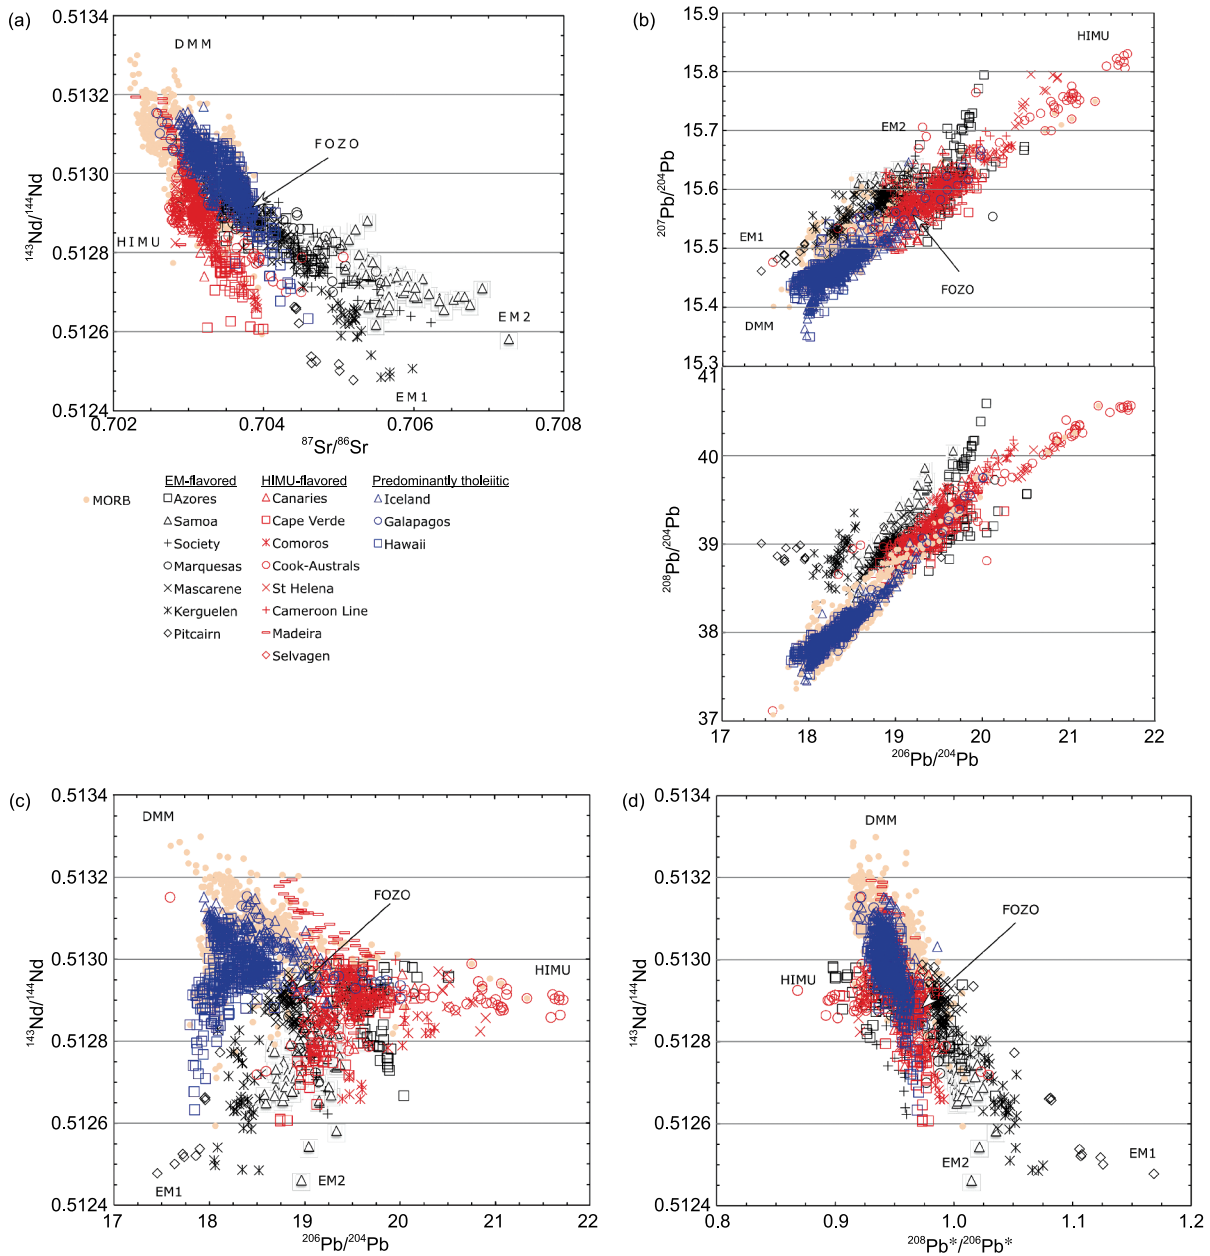 (a)
0.5134
0.5132
0.5130
0.5128
0.5126
0.5124
143Nd/144Nd
DMM
FOZO
HIMU
EM2
EM1
0.702
0.704
0.706
0.708
87Sr/86Sr
MORB
EM-flavored
Azores
Samoa
Society
Marquesas
Mascarene
Kerguelen
Pitcairn
HIMU-flavored
Canaries
Cape Verde
Comoros
Cook-Australs
St Helena
Cameroon Line
Madeira
Selvagen
Predominantly tholeiitic
Iceland
Galapagos
Hawaii
(b)
15.9
15.8
15.7
15.6
15.5
15.4
15.3
207Pb/204Pb
HIMU
EM2
EM1
FOZO
DMM
41
40
39
38
37
208Pb/204Pb
17
18
19
20
21
22
206Pb/204Pb
(c)
0.5134
0.5132
0.5130
0.5128
0.5126
0.5124
143Nd/144Nd
DMM
FOZO
HIMU
EM1
EM2
17
18
19
20
21
22
206Pb/204Pb
(d)
0.5134
0.5132
0.5130
0.5128
0.5126
0.5124
143Nd/144Nd
DMM
FOZO
HIMU
EM2
EM1
0.8
0.9
1.0
1.1
1.2
208Pb*/206Pb*